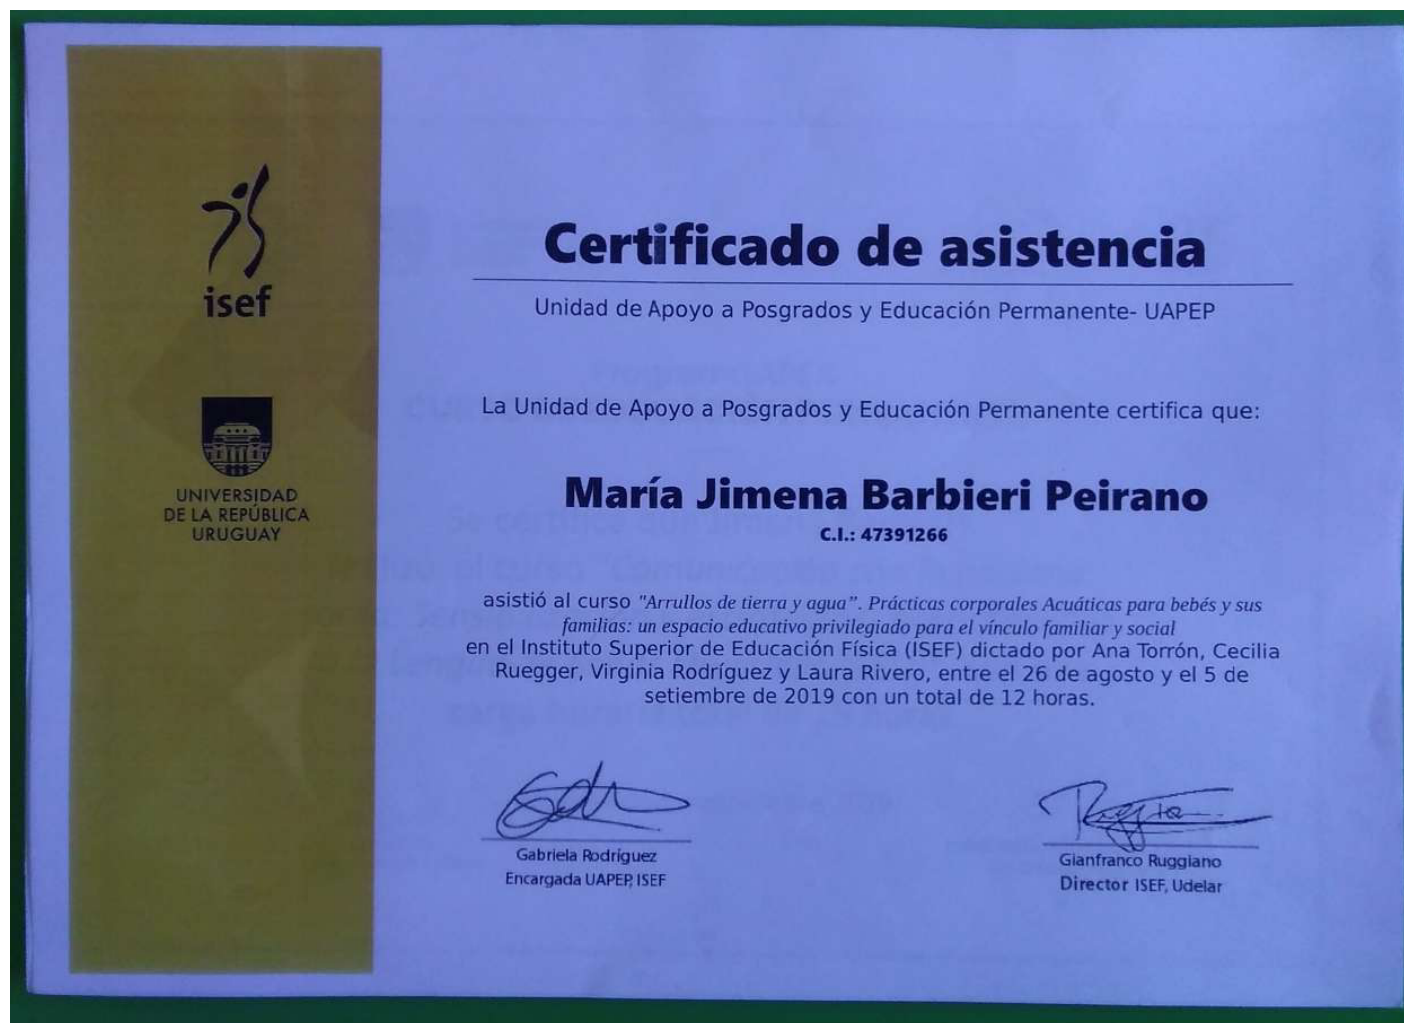 isef
UNIVERSIDAD
DE LA REPÚBLICA
URUGUAY
Certificado de asistencia
Unidad de Apoyo a Posgrados y Educación Permanente- UAPEP
La Unidad de Apoyo a Posgrados y Educación Permanente certifica que:
María Jimena Barbieri Peirano
C.I.: 47391266
asistió al curso "Arrullos de tierra y agua". Prácticas corporales Acuáticas para bebés y sus
familias: un espacio educativo privilegiado para el vínculo familiar y social
en el Instituto Superior de Educación Física (ISEF) dictado por Ana Torrón, Cecilia
Ruegger, Virginia Rodríguez y Laura Rivero, entre el 26 de agosto y el 5 de
setiembre de 2019 con un total de 12 horas.
Gabriela Rodríguez
Encargada UAPEP, ISEF
Gianfranco Ruggiano
Director ISEF, Udelar